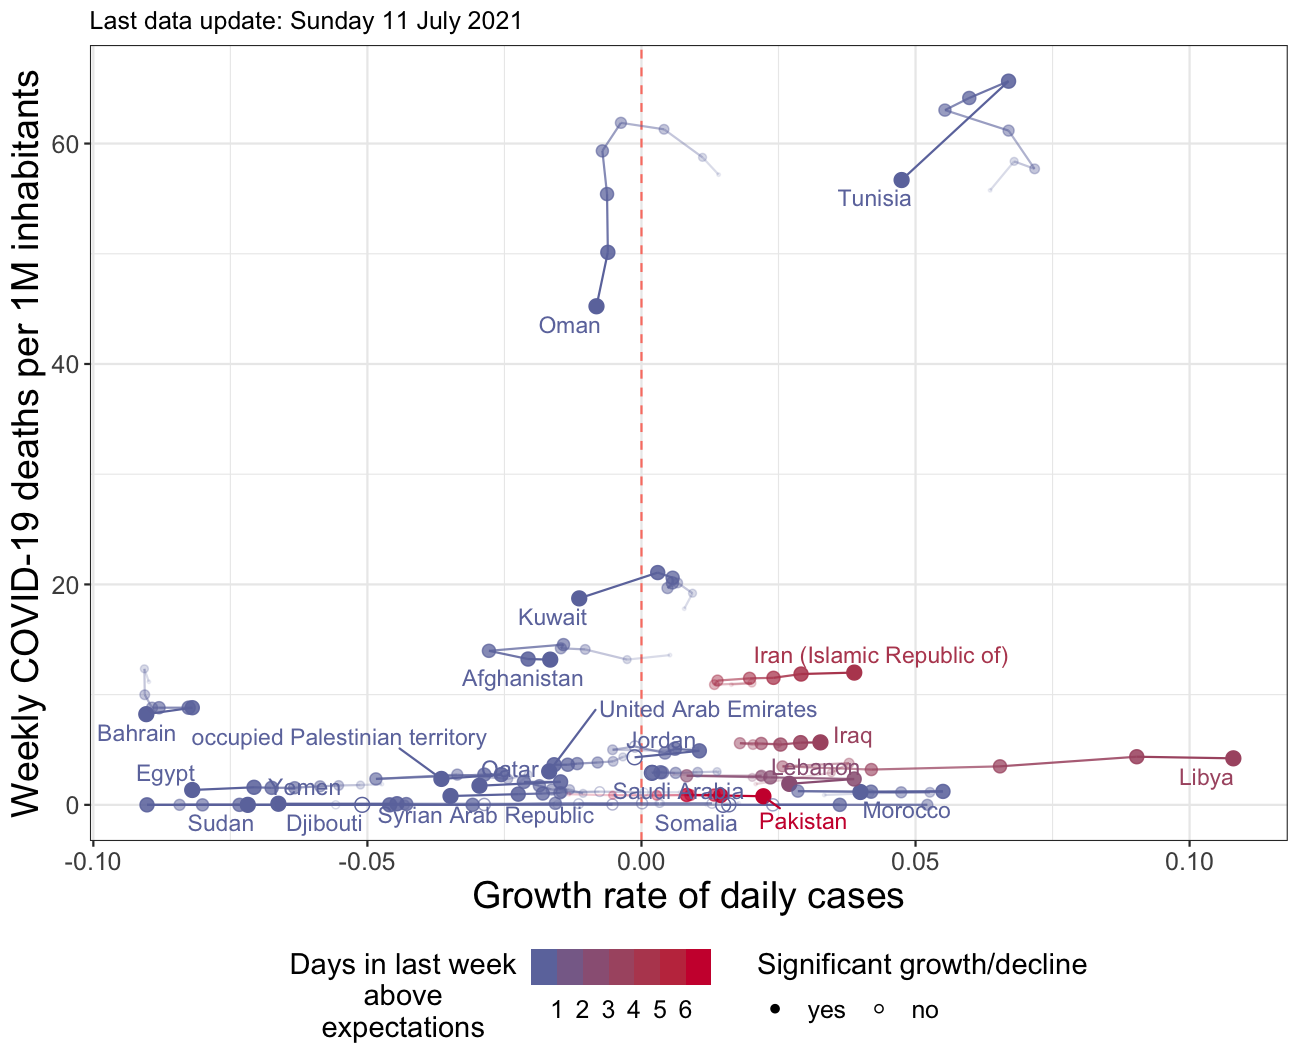 Last data update: Sunday 11 July 2021
Weekly COVID-19 deaths per 1M inhabitants
60
40
20
0
Tunisia
Oman
Kuwait
Afghanistan
Iran (Islamic Republic of)
Bahrain
United Arab Emirates
occupied Palestinian territory
Jordan
Iraq
Egypt
Qatar
Lebanon
Libya
Yemen
Saudi Arabia
Morocco
Sudan
Djibouti
Syrian Arab Republic
Somalia
Pakistan
-0.10
-0.05
0.00
0.05
0.10
Growth rate of daily cases
Days in last week
above
expectations
1 2 3 4 5 6
Significant growth/decline
yes
no